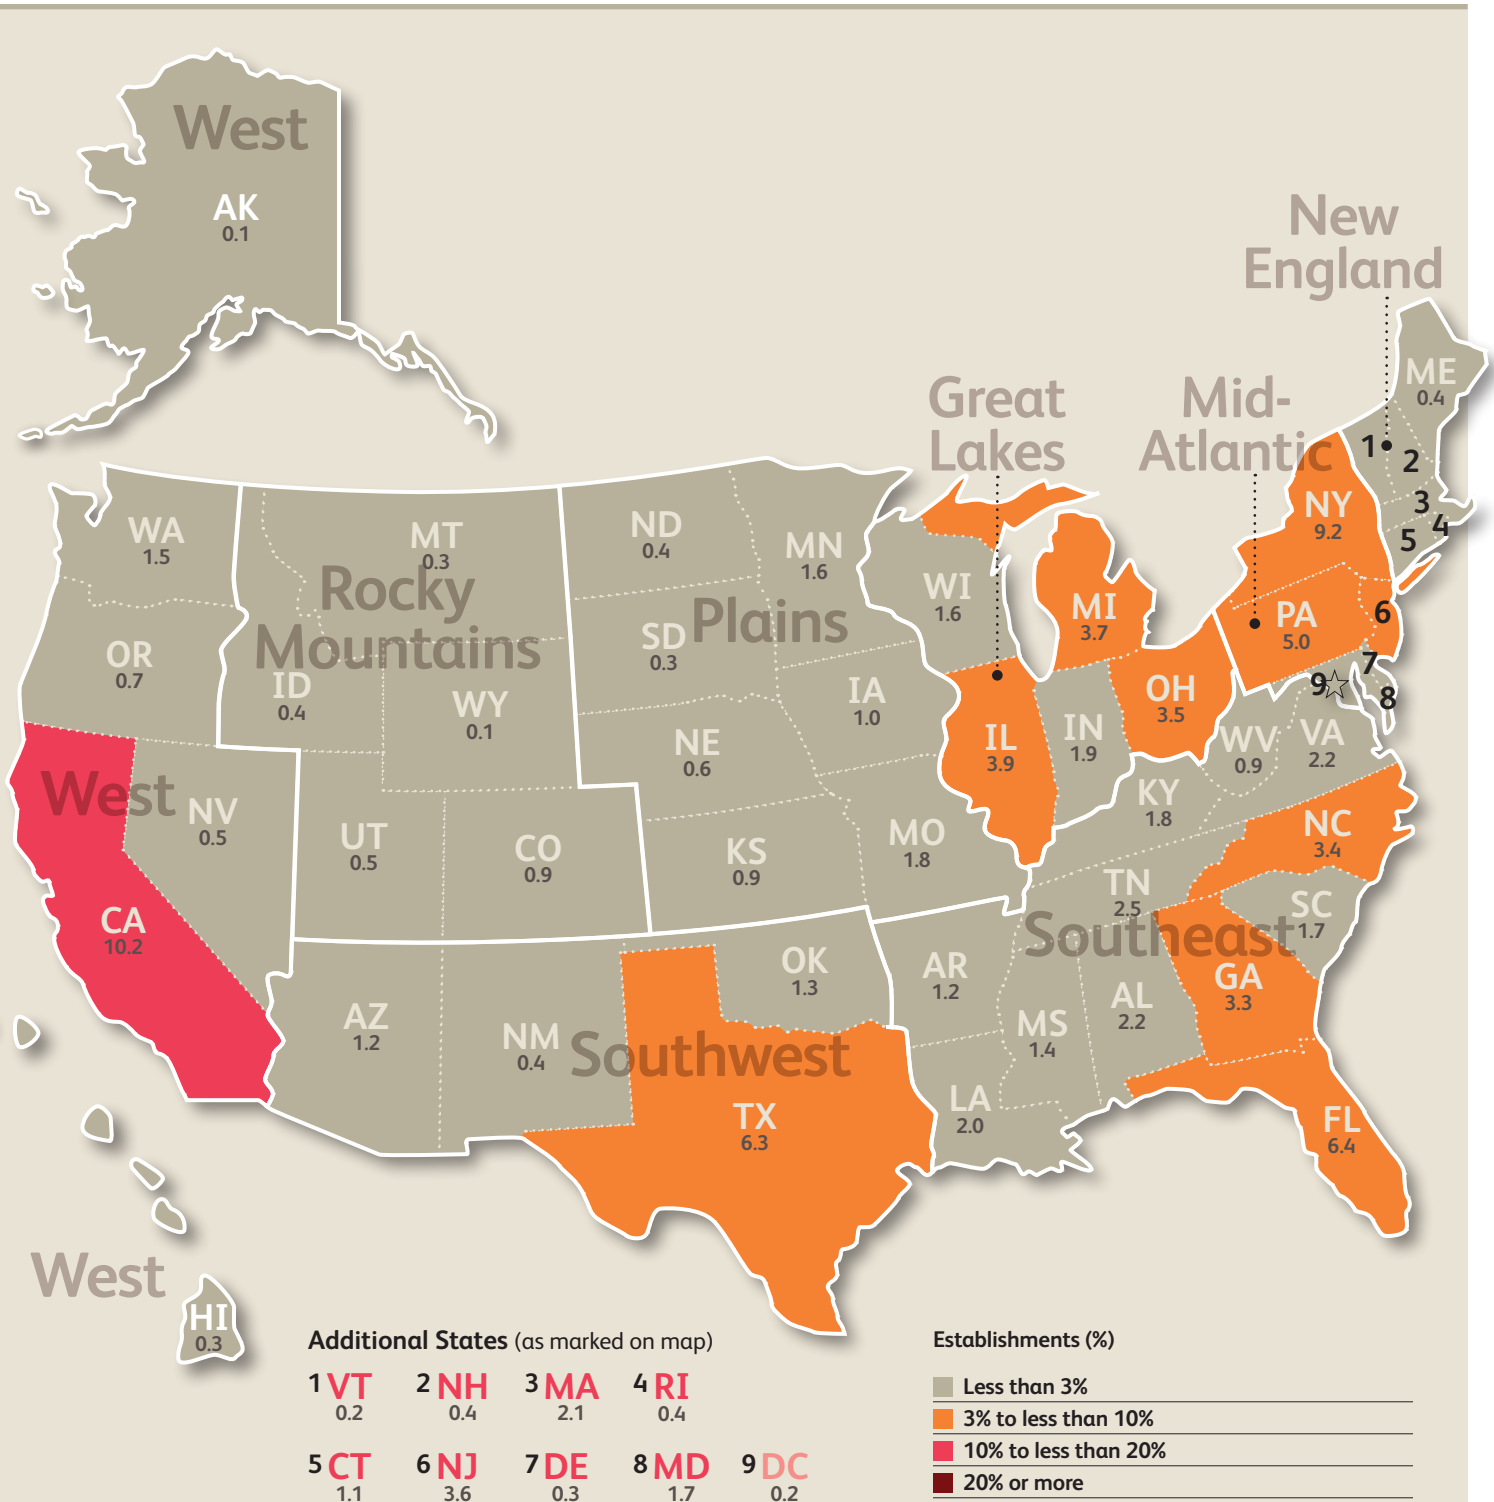 West
AK
0.1
New
England
ME
0.4
Great
Lakes
Mid-
Atlantic
1
2
3
4
5
NY
9.2
WA
1.5
MT
0.3
ND
0.4
MN
1.6
WI
1.6
MI
3.7
PA
5.0
6
7
8
9
Rocky
Mountains
Plains
OR
0.7
ID
0.4
WY
0.1
SD
0.3
IA
1.0
NE
0.6
IL
3.9
IN
1.9
OH
3.5
WV
0.9
VA
2.2
West
NV
0.5
UT
0.5
CO
0.9
KS
0.9
MO
1.8
KY
1.8
NC
3.4
CA
10.2
TN
2.5
SC
1.7
Southeast
AZ
1.2
NM
0.4
OK
1.3
AR
1.2
MS
1.4
AL
2.2
GA
3.3
Southwest
TX
6.3
LA
2.0
FL
6.4
West
HI
0.3
Additional States (as marked on map)
1 VT 2 NH 3 MA 4 RI
0.2 0.4 2.1 0.4
5 CT 6 NJ 7 DE 8 MD 9 DC
1.1 3.6 0.3 1.7 0.2
Establishments (%)
Less than 3%
3% to less than 10%
10% to less than 20%
20% or more